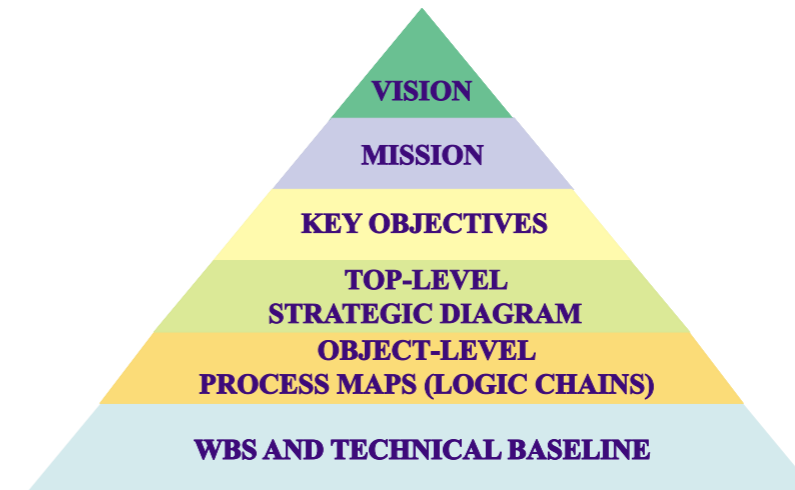 VISION
MISSION
KEY OBJECTIVES
TOP-LEVEL
STRATEGIC DIAGRAM
OBJECT-LEVEL
PROCESS MAPS (LOGIC CHAINS)
WBS AND TECHNICAL BASELINE